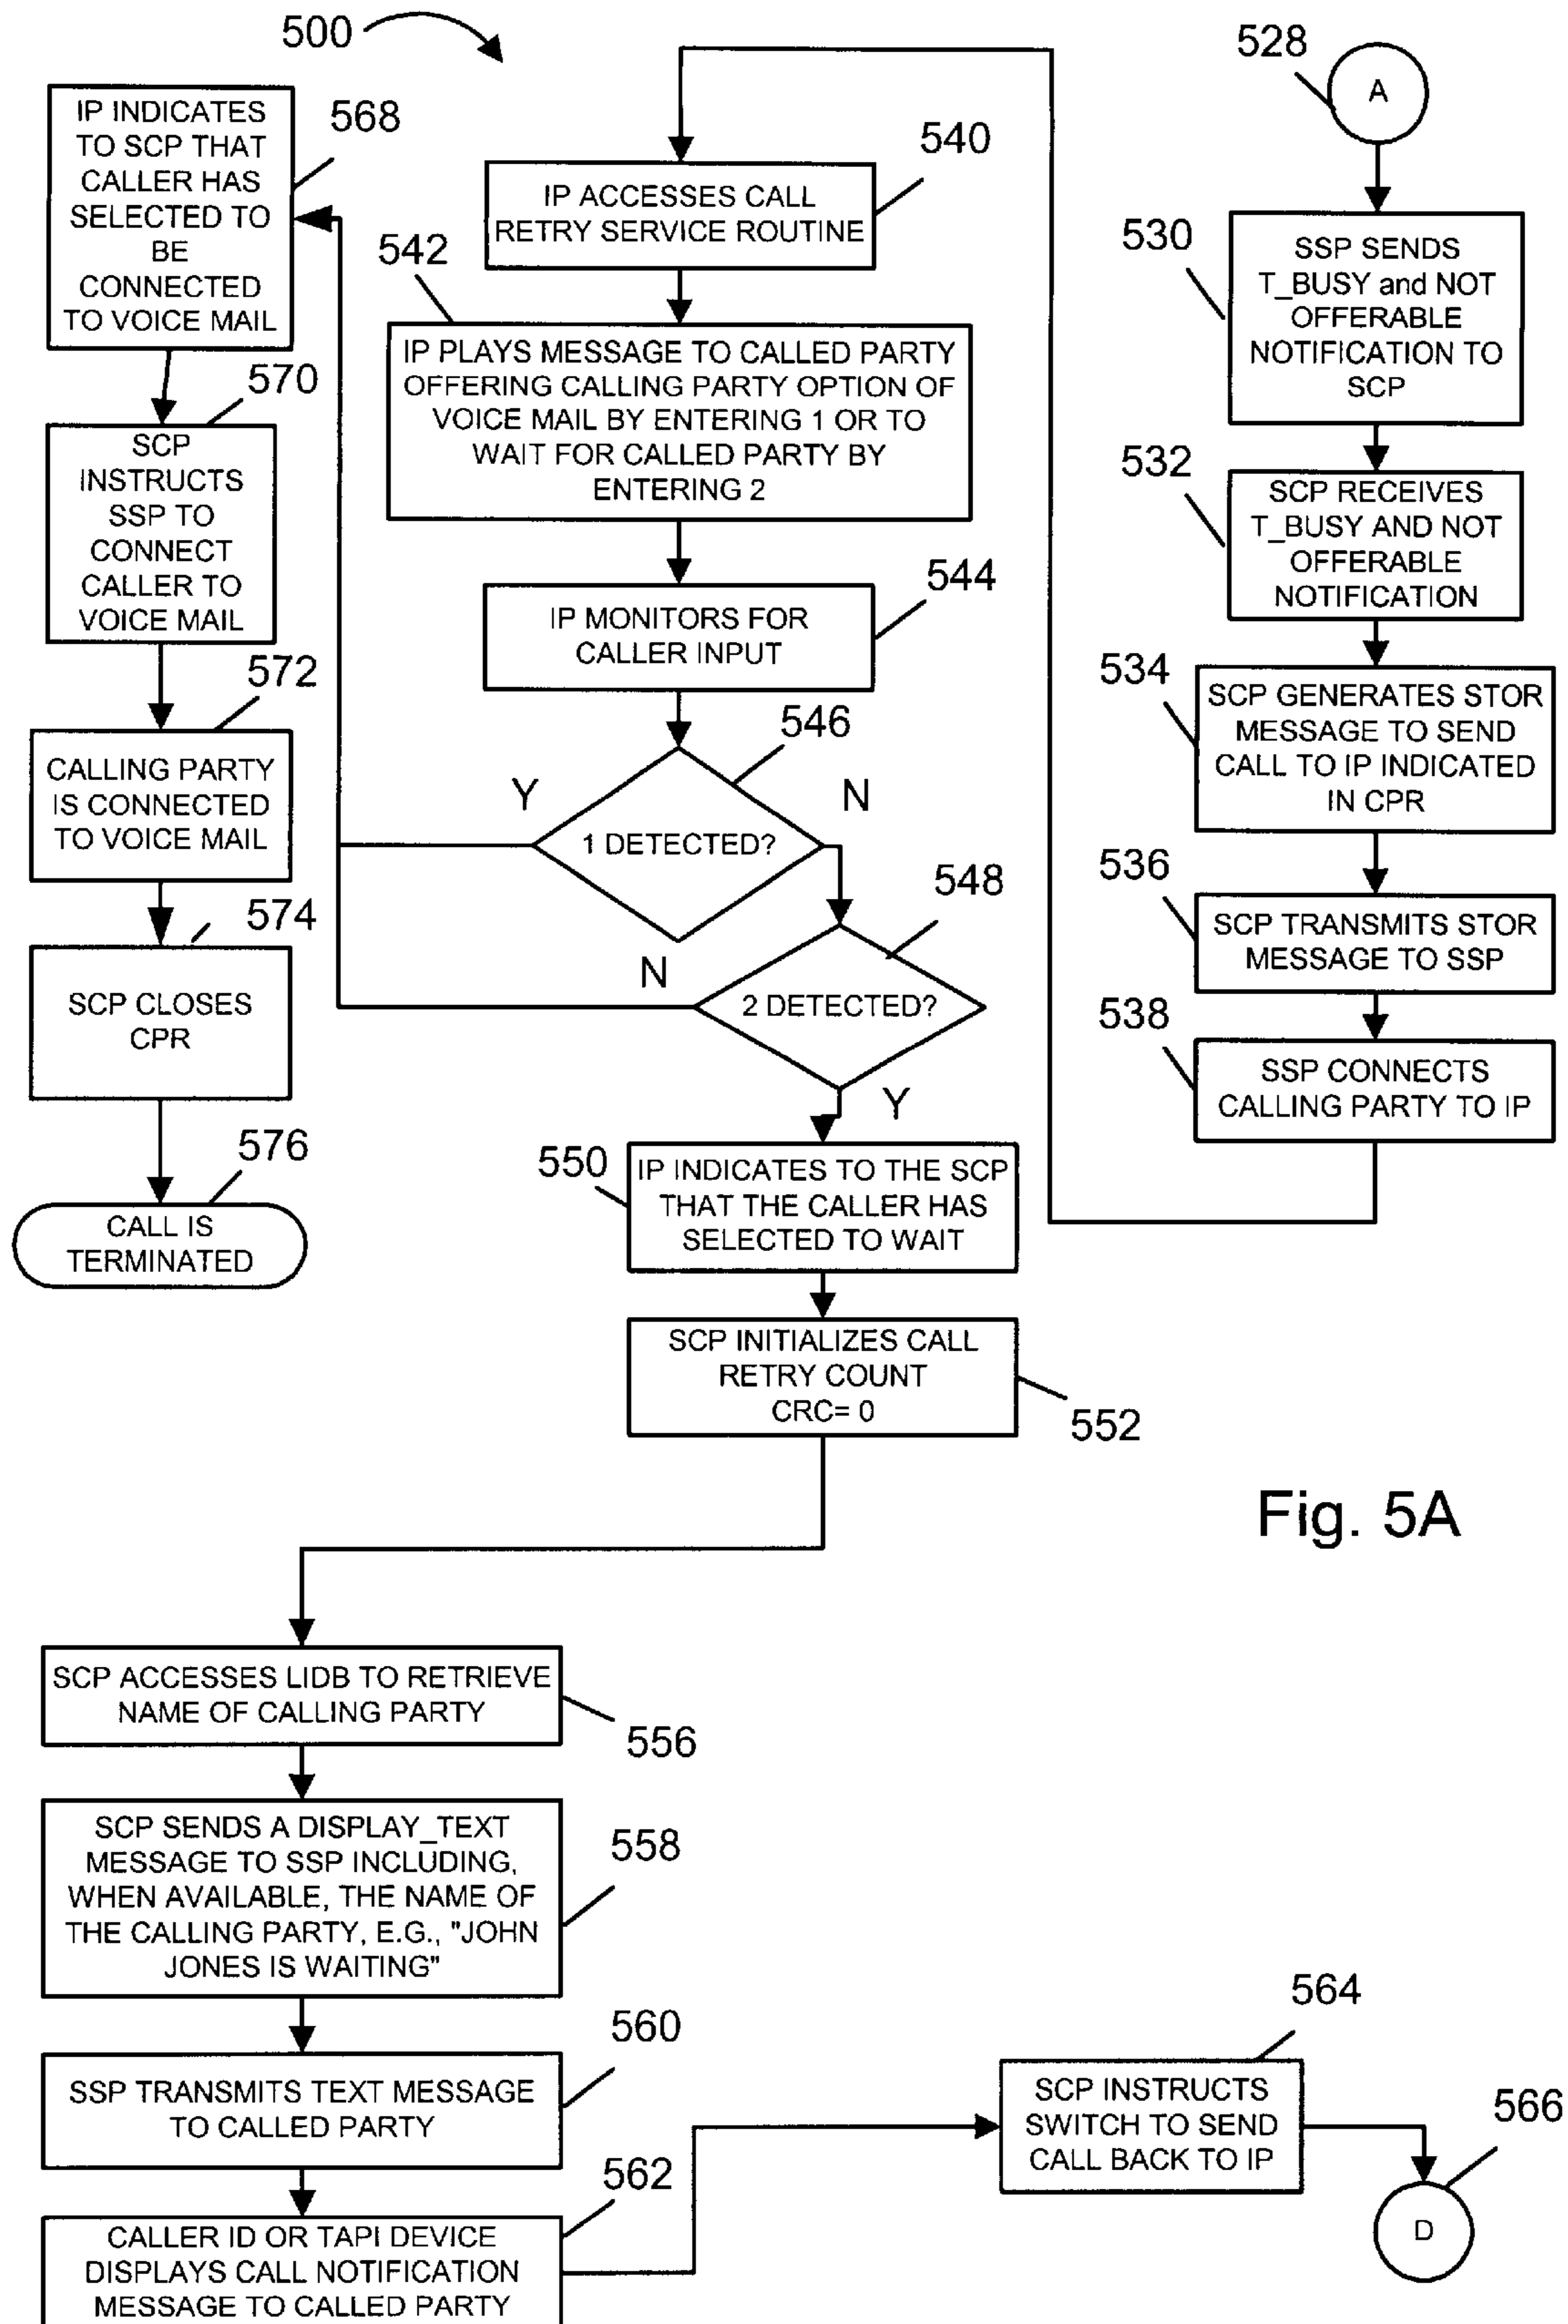 500
528
A
530
SSP SENDS
T_BUSY and NOT
OFFERABLE
NOTIFICATION TO
SCP
532
SCP RECEIVES
T_BUSY AND NOT
OFFERABLE
NOTIFICATION
534
SCP GENERATES STOR
MESSAGE TO SEND
CALL TO IP INDICATED
IN CPR
536
SCP TRANSMITS STOR
MESSAGE TO SSP
538
SSP CONNECTS
CALLING PARTY TO IP
540
IP ACCESSES CALL
RETRY SERVICE ROUTINE
542
IP PLAYS MESSAGE TO CALLED PARTY
OFFERING CALLING PARTY OPTION OF
VOICE MAIL BY ENTERING 1 OR TO
WAIT FOR CALLED PARTY BY
ENTERING 2
544
IP MONITORS FOR
CALLER INPUT
546
Y
N
1 DETECTED?
548
N
2 DETECTED?
Y
550
IP INDICATES TO THE SCP
THAT THE CALLER HAS
SELECTED TO WAIT
SCP INITIALIZES CALL
RETRY COUNT
CRC= 0
552
568
IP INDICATES
TO SCP THAT
CALLER HAS
SELECTED TO
BE
CONNECTED
TO VOICE MAIL
570
SCP
INSTRUCTS
SSP TO
CONNECT
CALLER TO
VOICE MAIL
572
CALLING PARTY
IS CONNECTED
TO VOICE MAIL
574
SCP CLOSES
CPR
576
CALL IS
TERMINATED
Fig. 5A
SCP ACCESSES LIDB TO RETRIEVE
NAME OF CALLING PARTY
556
SCP SENDS A DISPLAY_TEXT
MESSAGE TO SSP INCLUDING,
WHEN AVAILABLE, THE NAME OF
THE CALLING PARTY, E.G., "JOHN
JONES IS WAITING"
558
560
SSP TRANSMITS TEXT MESSAGE
TO CALLED PARTY
562
CALLER ID OR TAPI DEVICE
DISPLAYS CALL NOTIFICATION
MESSAGE TO CALLED PARTY
564
SCP INSTRUCTS
SWITCH TO SEND
CALL BACK TO IP
566
D